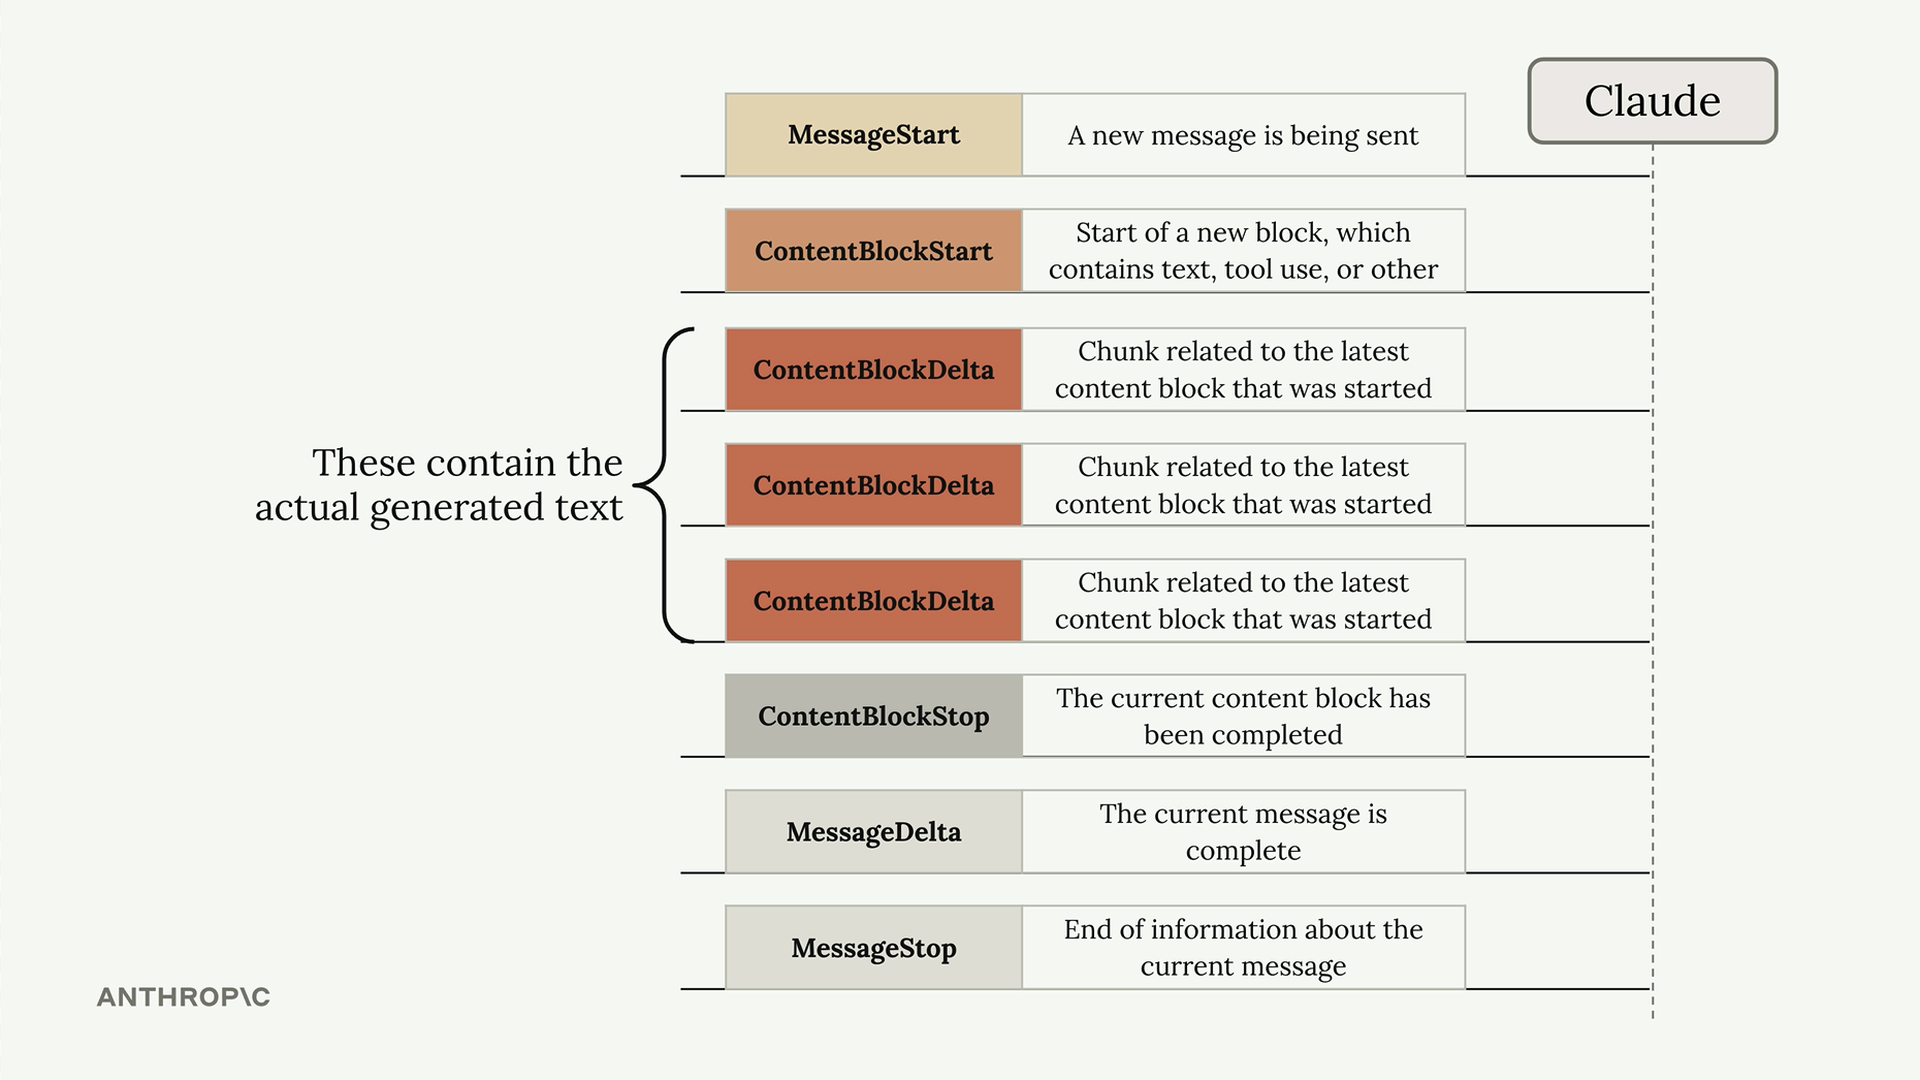 Claude
MessageStart
A new message is being sent
ContentBlockStart
Start of a new block, which
contains text, tool use, or other
These contain the
actual generated text
ContentBlockDelta
Chunk related to the latest
content block that was started
ContentBlockDelta
Chunk related to the latest
content block that was started
ContentBlockDelta
Chunk related to the latest
content block that was started
ContentBlockStop
The current content block has
been completed
MessageDelta
The current message is
complete
MessageStop
End of information about the
current message
ANTHROP\C